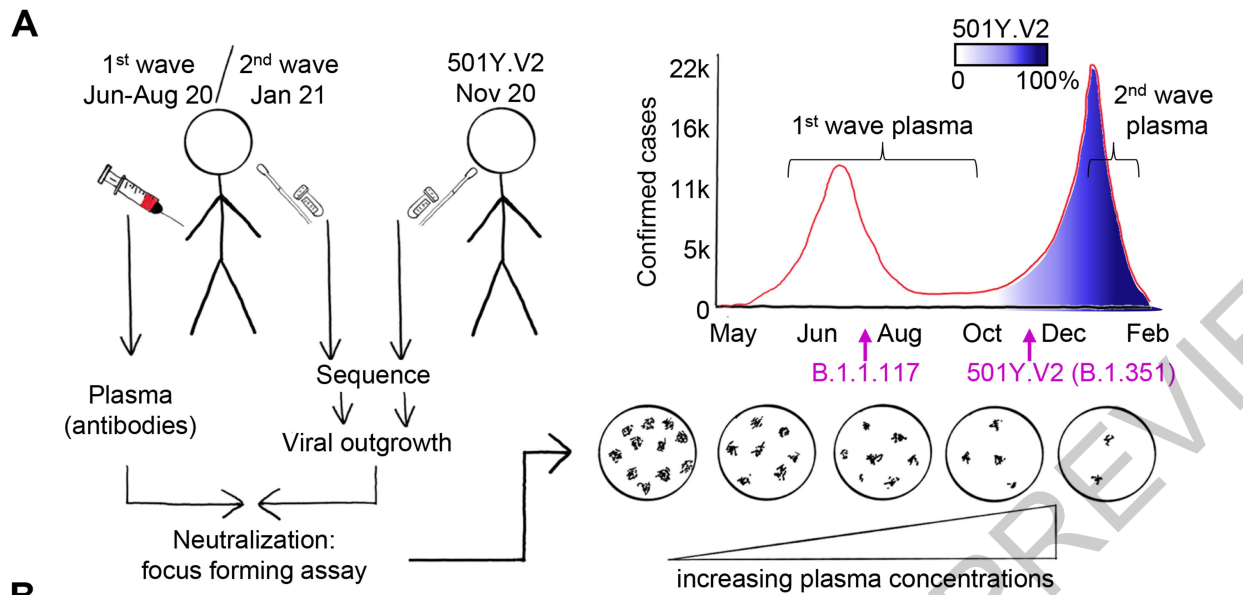 A
1st wave
Jun-Aug 20
2nd wave
Jan 21
501Y.V2
Nov 20
Plasma
(antibodies)
Sequence
Viral outgrowth
Neutralization:
focus forming assay
501Y.V2
0 100%
Confirmed cases
22k
16k
11k
5k
0
1st wave plasma
2nd wave
plasma
May Jun Aug Oct Dec Feb
B.1.1.117 501Y.V2 (B.1.351)
increasing plasma concentrations
PREVIE
B